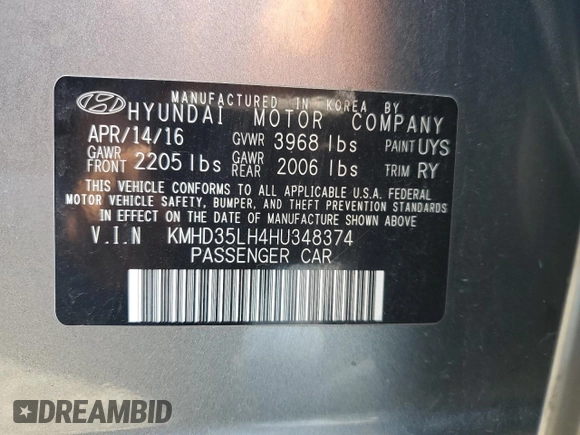 MANUFACTURED IN KOREA BY
HYUNDAI MOTOR COMPANY
APR/14/16 GVWR 3968 lbs PAINT UYS
GAWR FRONT 2205 lbs GAWR REAR 2006 lbs TRIM RY
THIS VEHICLE CONFORMS TO ALL APPLICABLE U.S.A. FEDERAL
MOTOR VEHICLE SAFETY, BUMPER, AND THEFT PREVENTION STANDARDS
IN EFFECT ON THE DATE OF MANUFACTURE SHOWN ABOVE.
V.I.N KMHD35LH4HU348374
PASSENGER CAR
DREAMBID